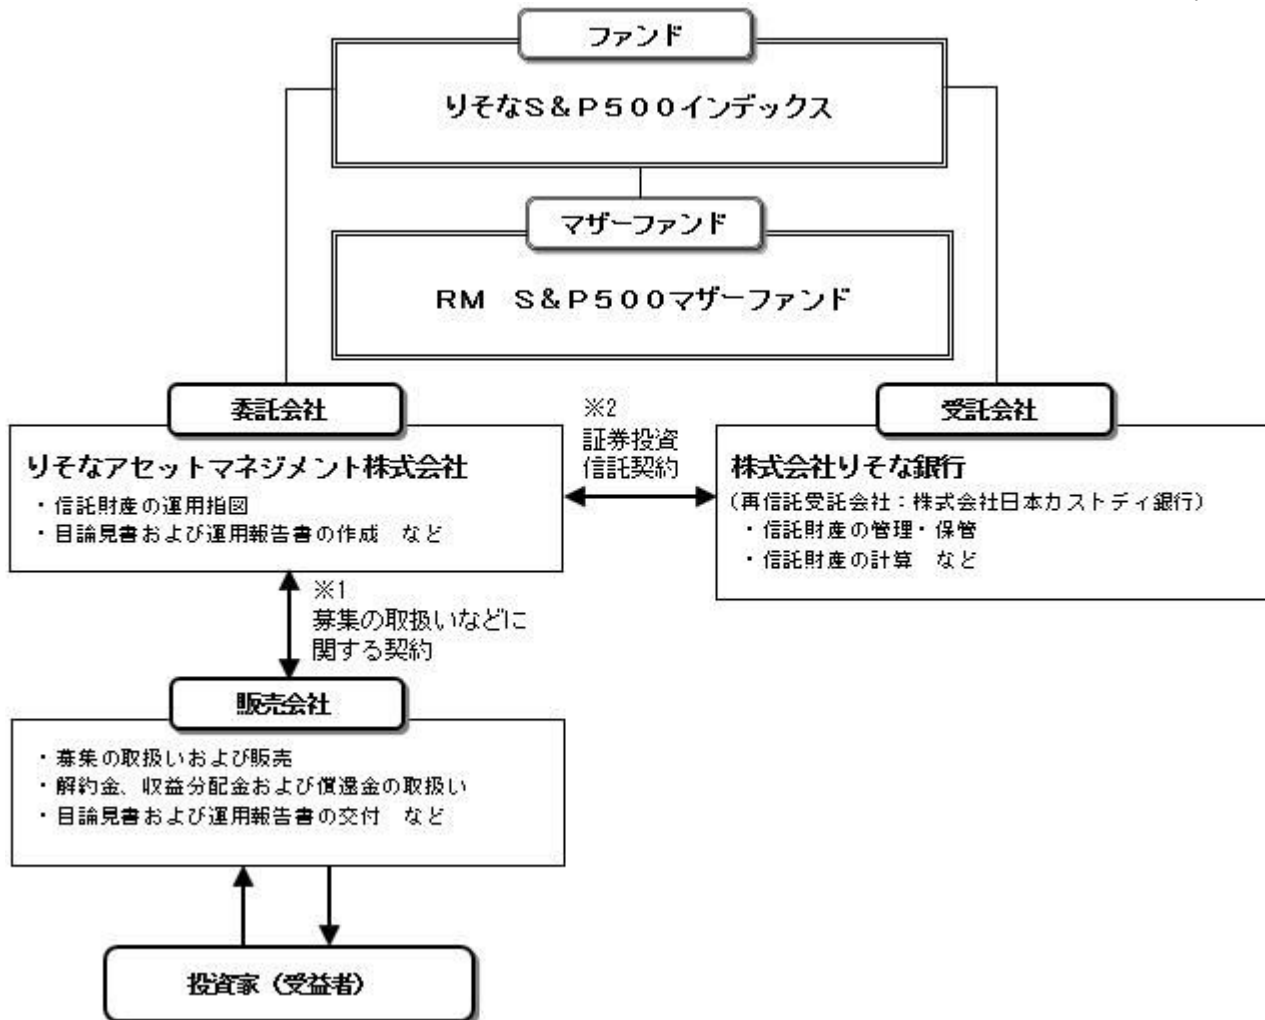 ファンド
りそなS&P500インデックス
マザーファンド
RM S&P500マザーファンド
委託会社
りそなアセットマネジメント株式会社
・信託財産の運用指図
・目論見書および運用報告書の作成 など
※2
証券投資
信託契約
受託会社
株式会社りそな銀行
(再信託受託会社:株式会社日本カストディ銀行)
・信託財産の管理・保管
・信託財産の計算 など
※1
募集の取扱いなどに
関する契約
販売会社
・募集の取扱いおよび販売
・解約金、収益分配金および償還金の取扱い
・目論見書および運用報告書の交付 など
投資家(受益者)